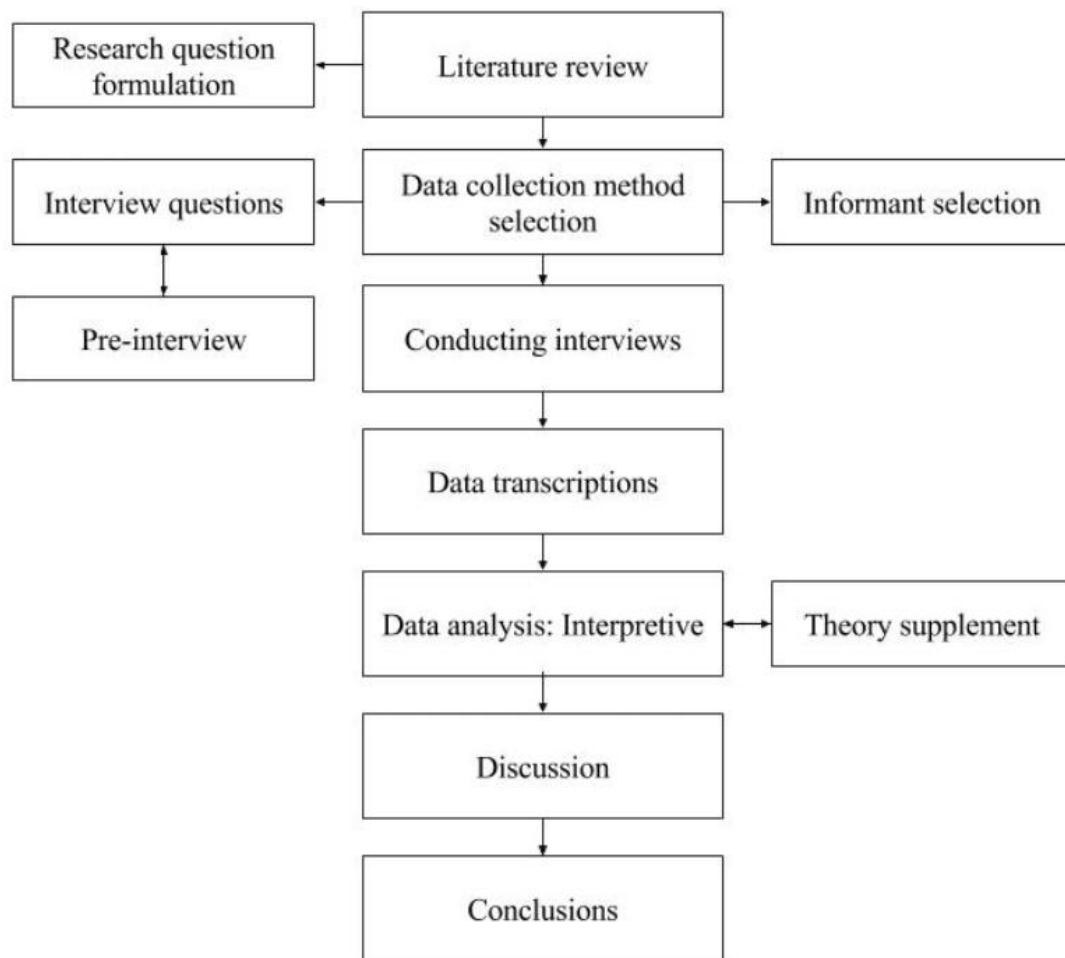 Research question
formulation
Literature review
Interview questions
Data collection method
selection
Informant selection
Pre-interview
Conducting interviews
Data transcriptions
Data analysis: Interpretive
Theory supplement
Discussion
Conclusions